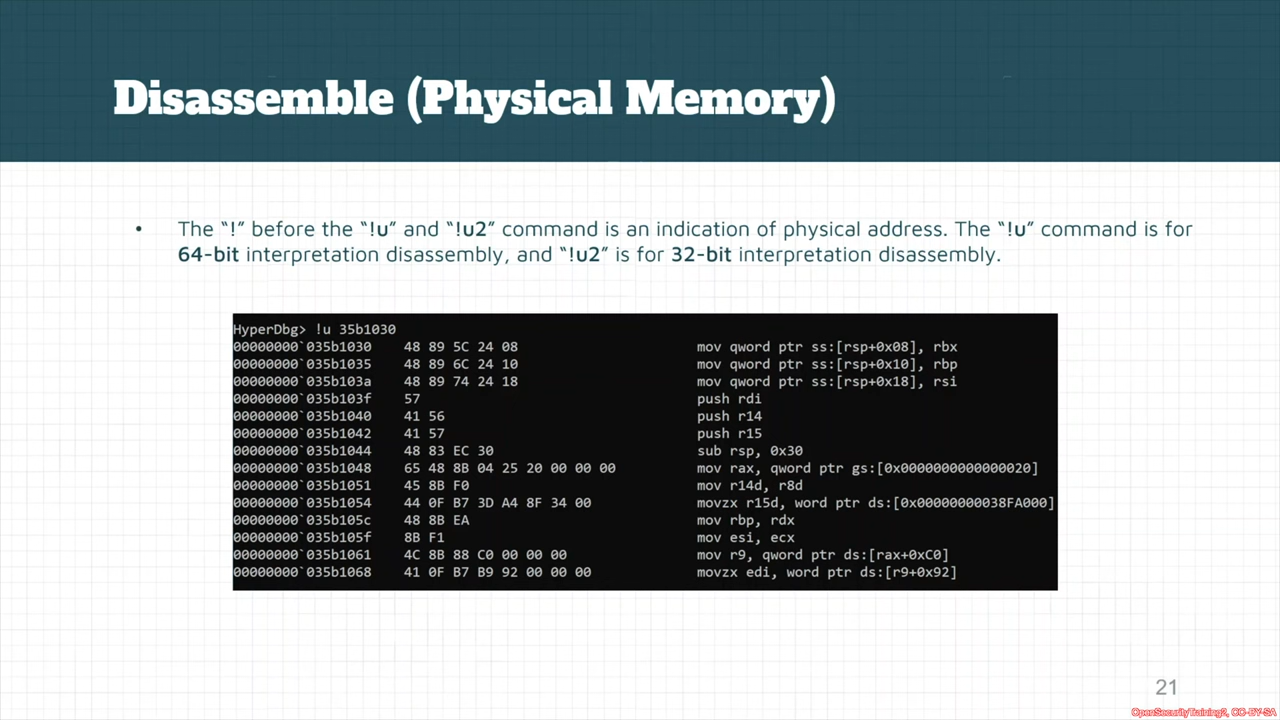 Disassemble (Physical Memory)
• The “!” before the “!u” and “!u2” command is an indication of physical address. The “!u” command is for
64-bit interpretation disassembly, and “!u2” is for 32-bit interpretation disassembly.
HyperDbg> !u 35b1030
00000000`035b1030 48 89 5C 24 08 mov qword ptr ss:[rsp+0x08], rbx
00000000`035b1035 48 89 6C 24 10 mov qword ptr ss:[rsp+0x10], rbp
00000000`035b103a 48 89 74 24 18 mov qword ptr ss:[rsp+0x18], rsi
00000000`035b103f 57 push rdi
00000000`035b1040 41 56 push r14
00000000`035b1042 41 57 push r15
00000000`035b1044 48 83 EC 30 sub rsp, 0x30
00000000`035b1048 65 48 8B 04 25 20 00 00 00 mov rax, qword ptr gs:[0x0000000000000020]
00000000`035b1051 45 8B F0 mov r14d, r8d
00000000`035b1054 44 0F B7 3D A4 8F 34 00 movzx r15d, word ptr ds:[0x00000000038FA000]
00000000`035b105c 48 8B EA mov rbp, rdx
00000000`035b105f 8B F1 mov esi, ecx
00000000`035b1061 4C 8B 88 C0 00 00 00 mov r9, qword ptr ds:[rax+0xC0]
00000000`035b1068 41 0F B7 B9 92 00 00 00 movzx edi, word ptr ds:[r9+0x92]
21
OpenSecurityTraining2, CC-BY-SA